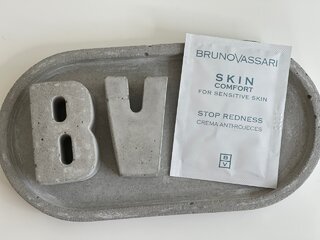 BV
BRUNOVASSARI
SKIN
COMFORT
FOR SENSITIVE SKIN
STOP REDNESS
CREMA ANTIROJECES
B
V